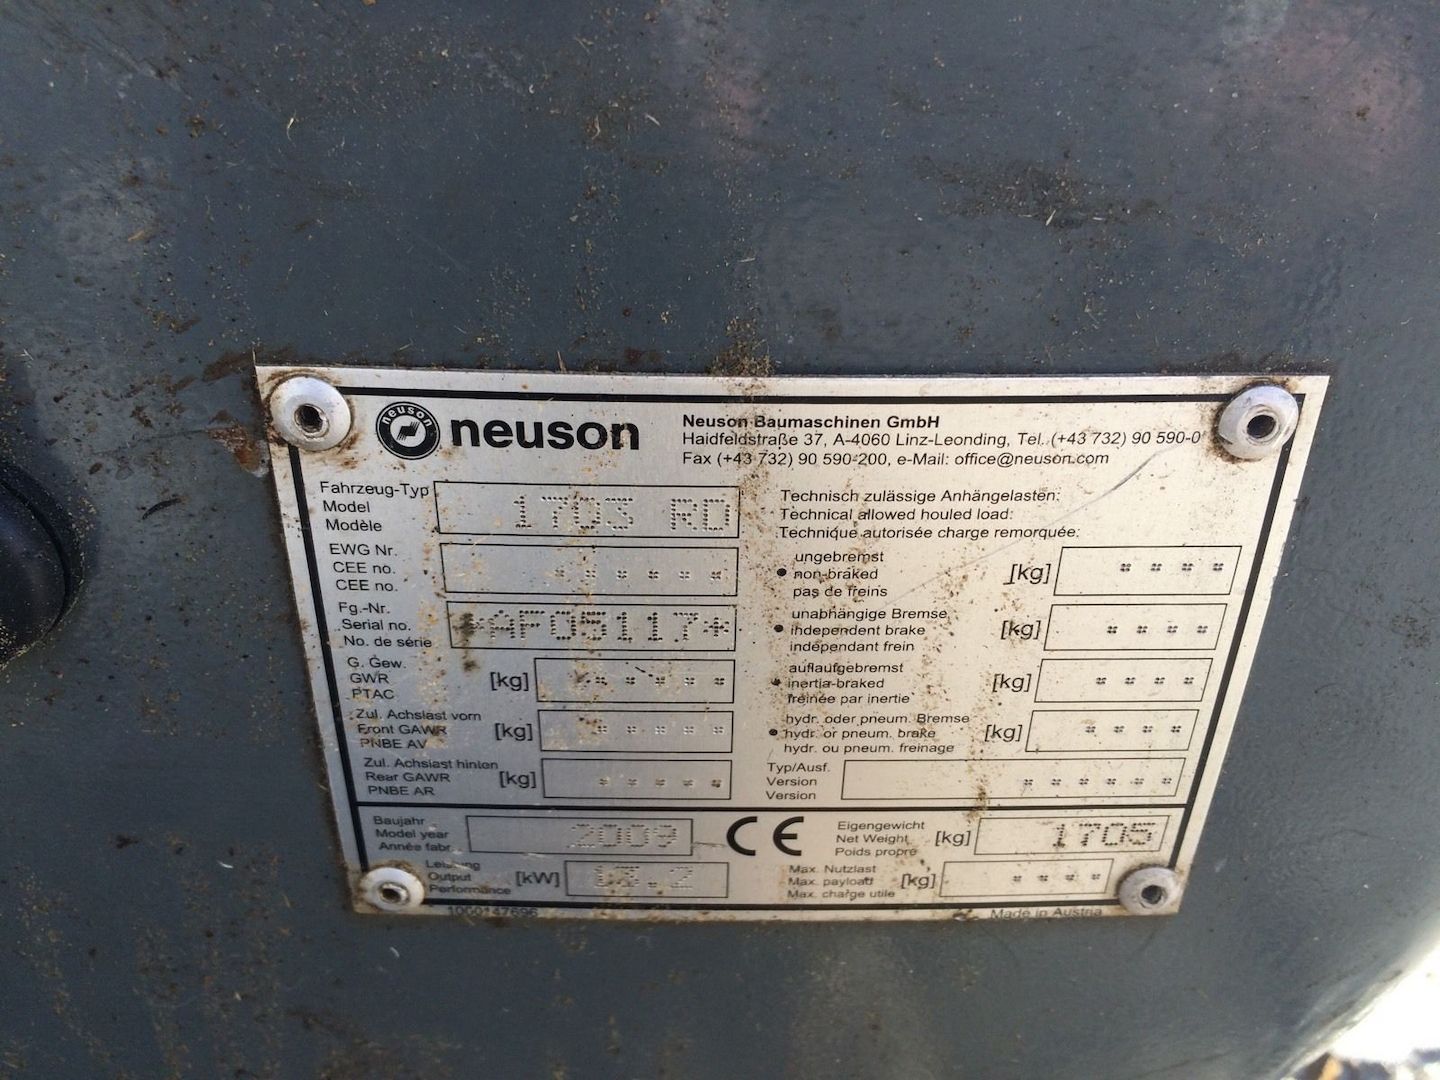 neuson
neuson
Neuson Baumaschinen GmbH
Haidfeldstraße 37, A-4060 Linz-Leonding, Tel. (+43 732) 90 590-0
Fax (+43 732) 90 590-200, e-Mail: office@neuson.com
Fahrzeug-Typ
Model
Modèle
1703 RD
EWG Nr.
CEE no.
CEE no.
Fg.-Nr.
Serial no.
No. de série
*AF05117*
G. Gew.
GWR
PTAC
[kg]
Zul. Achslast vorn
Front GAWR
PNBE AV
[kg]
Zul. Achslast hinten
Rear GAWR
PNBE AR
[kg]
Technisch zulässige Anhängelasten:
Technical allowed houled load:
Technique autorisée charge remorquée:
ungebremst
• non-braked
pas de freins
[kg]
unabhängige Bremse
• independent brake
independant frein
[kg]
auflaufgebremst
• inertia-braked
freinée par inertie
[kg]
hydr. oder pneum. Bremse
• hydr. or pneum. brake
hydr. ou pneum. freinage
[kg]
Typ/Ausf.
Version
Version
Baujahr
Model year
Année fabr.
2009
CE
Eigengewicht
Net Weight
Poids propre
[kg]
1705
Leistung
Output
Performance
[kW]
13.2
Max. Nutzlast
Max. payload
Max. charge utile
[kg]
1000147696
Made in Austria